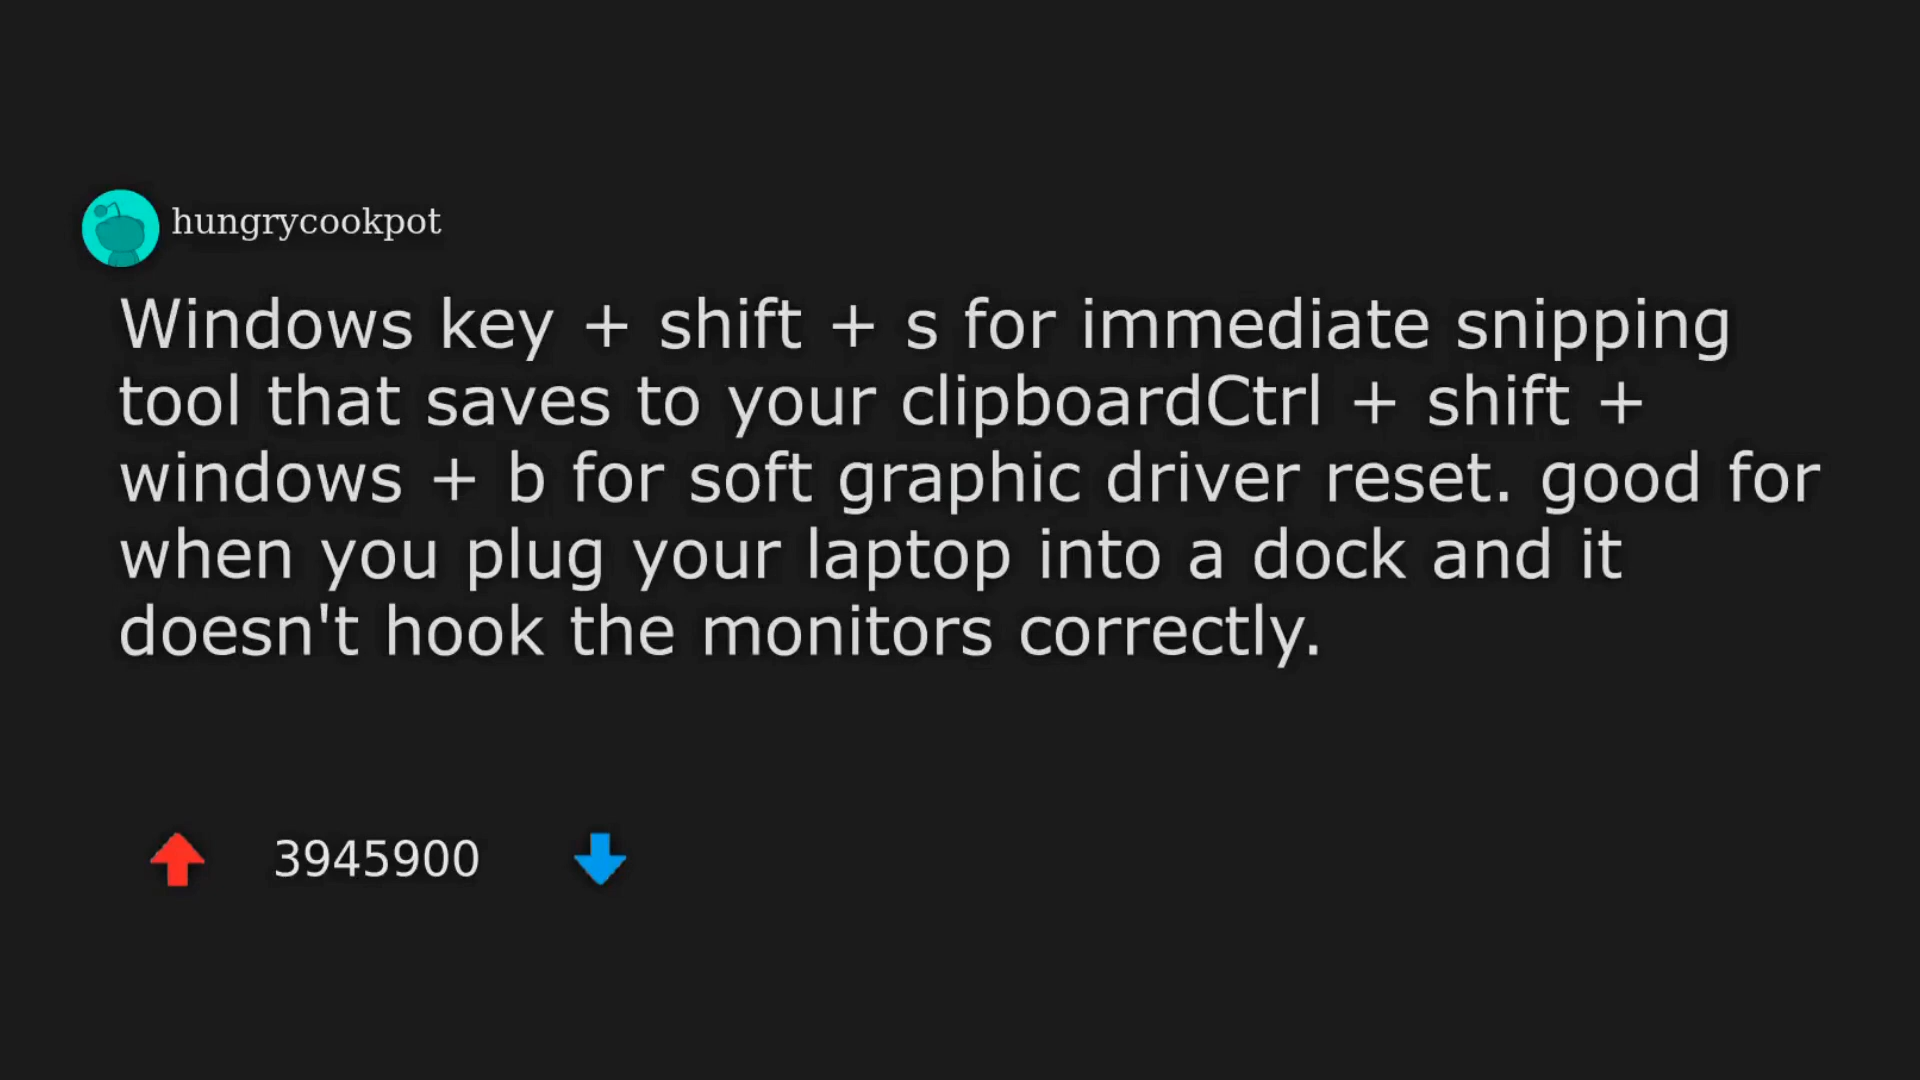 hungrycookpot
Windows key + shift + s for immediate snipping
tool that saves to your clipboardCtrl + shift +
windows + b for soft graphic driver reset. good for
when you plug your laptop into a dock and it
doesn't hook the monitors correctly.
3945900